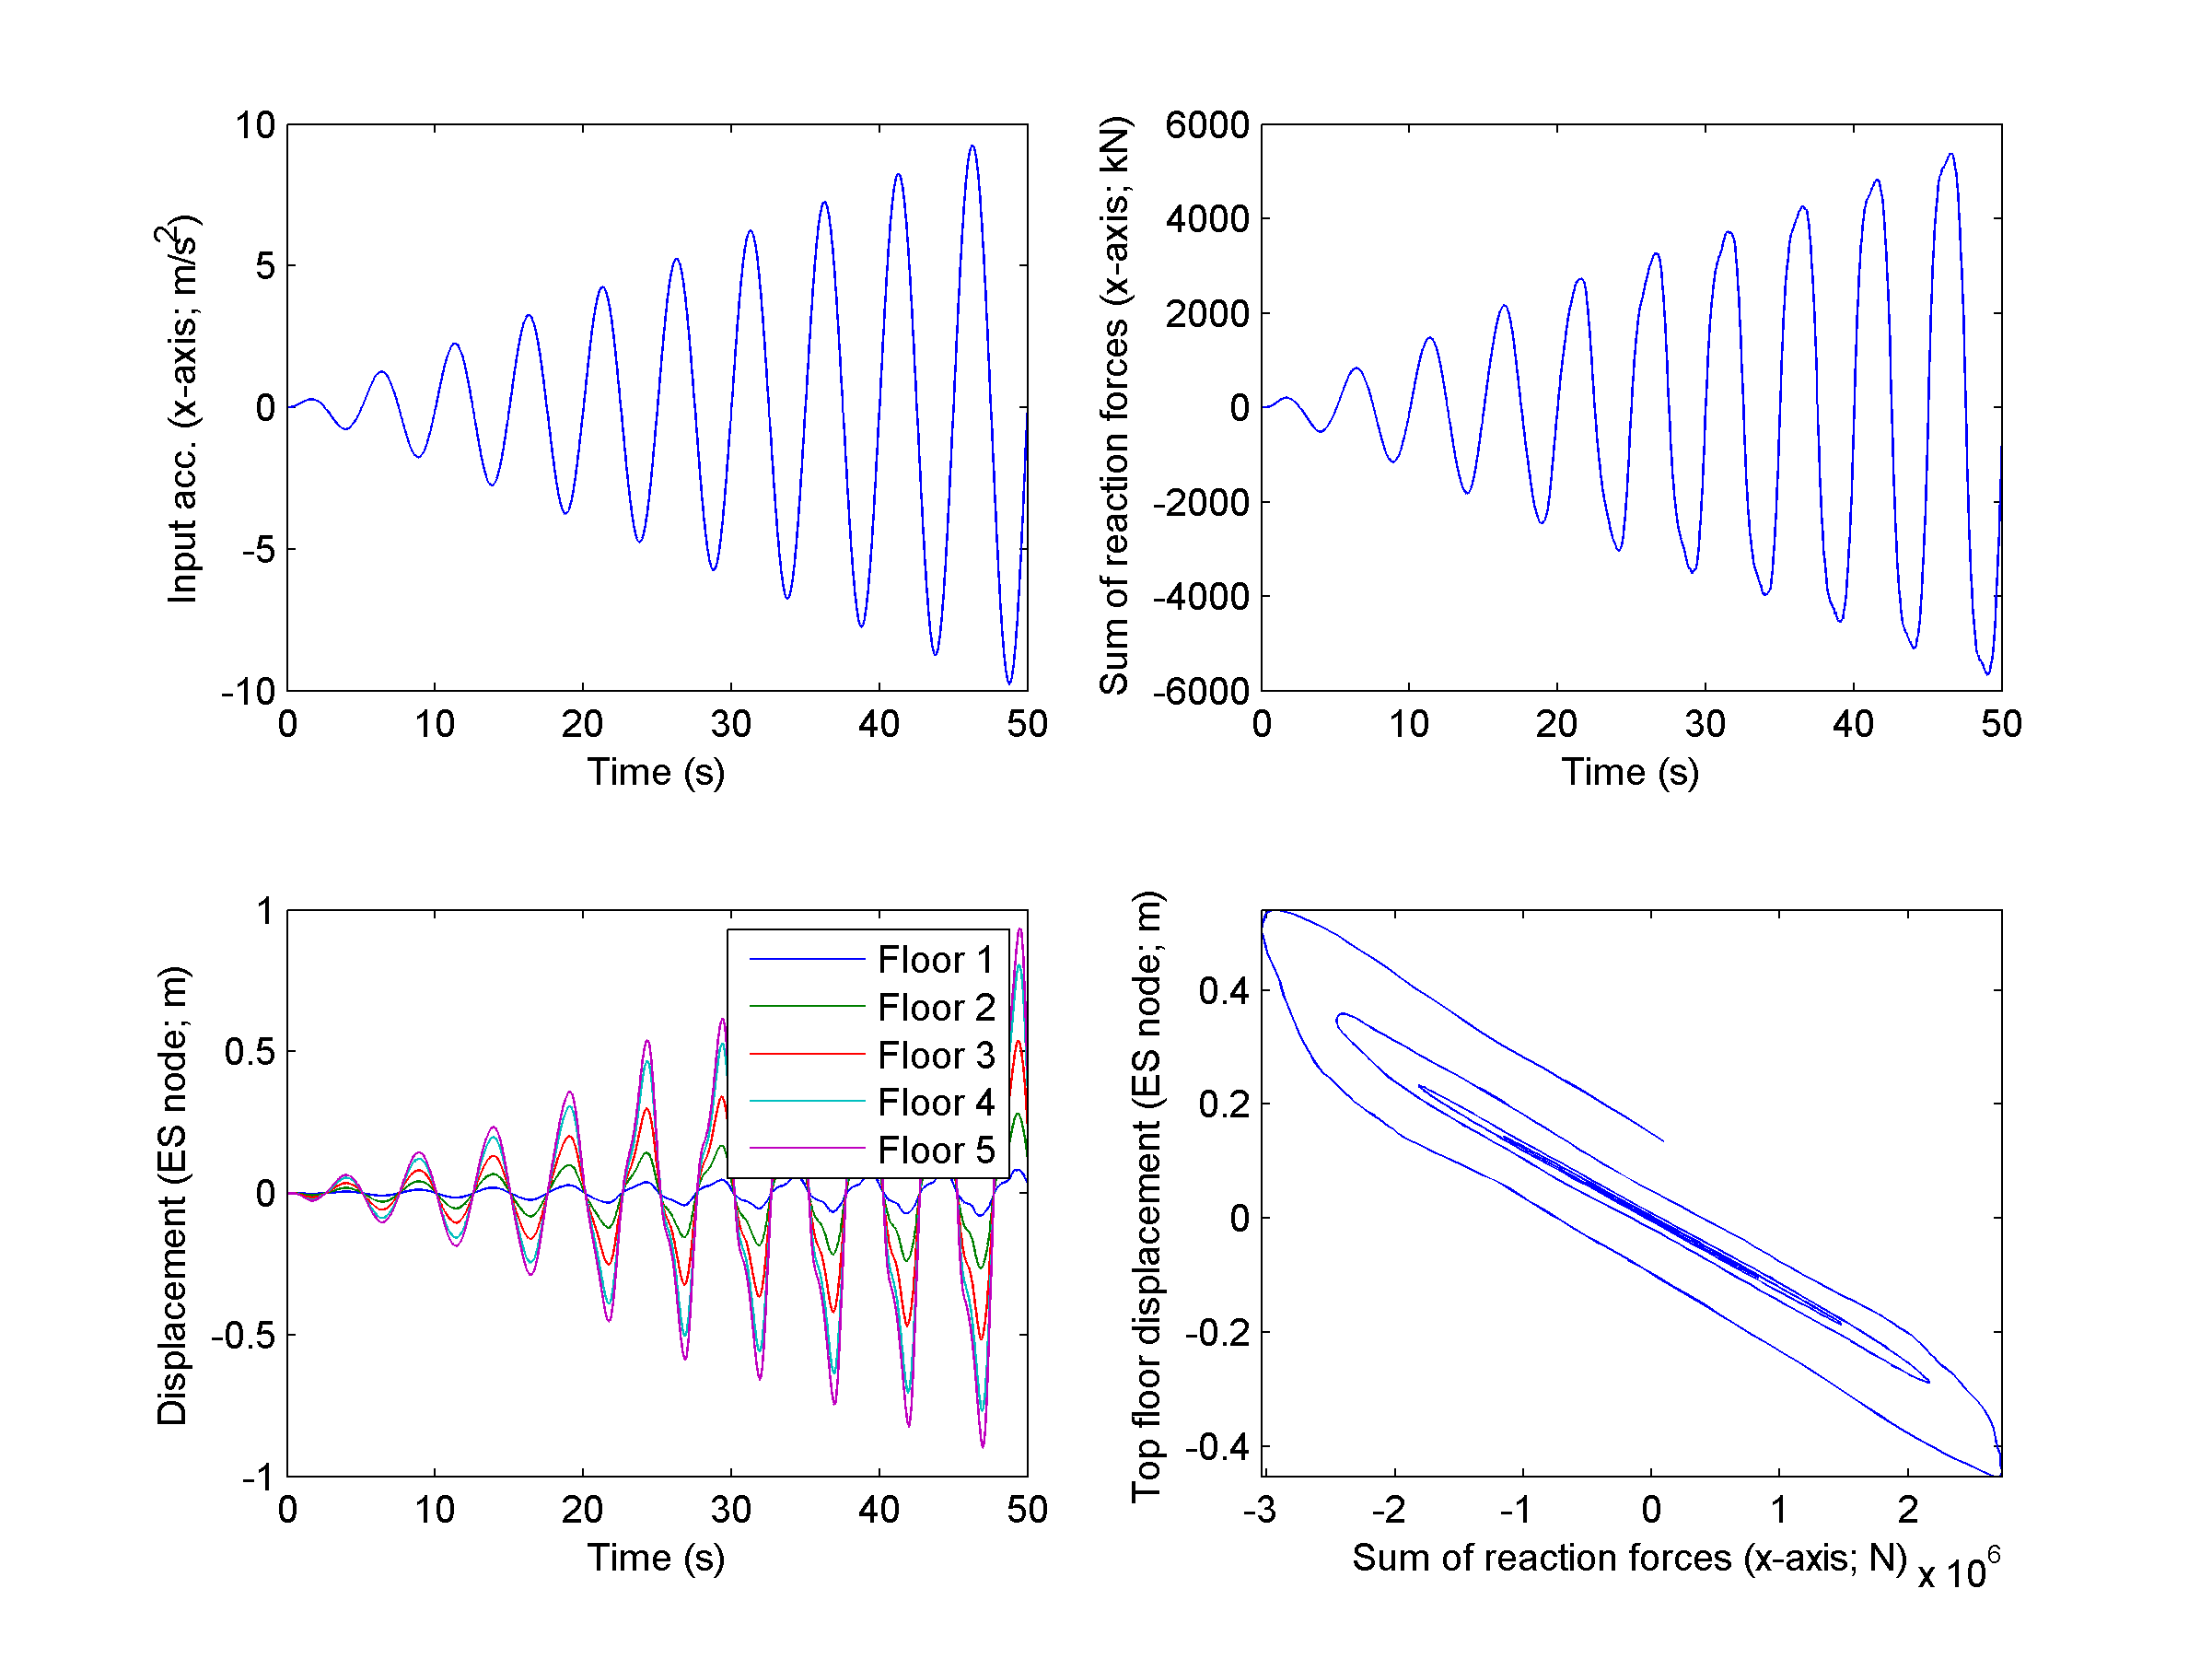 10
5
0
-5
-10
Input acc. (x-axis; m/s²)
0 10 20 30 40 50
Time (s)
6000
4000
2000
0
-2000
-4000
-6000
Sum of reaction forces (x-axis; kN)
0 10 20 30 40 50
Time (s)
1
0.5
0
-0.5
-1
Displacement (ES node; m)
Floor 1
Floor 2
Floor 3
Floor 4
Floor 5
0 10 20 30 40 50
Time (s)
0.4
0.2
0
-0.2
-0.4
Top floor displacement (ES node; m)
-3 -2 -1 0 1 2
Sum of reaction forces (x-axis; N)
x 10⁶